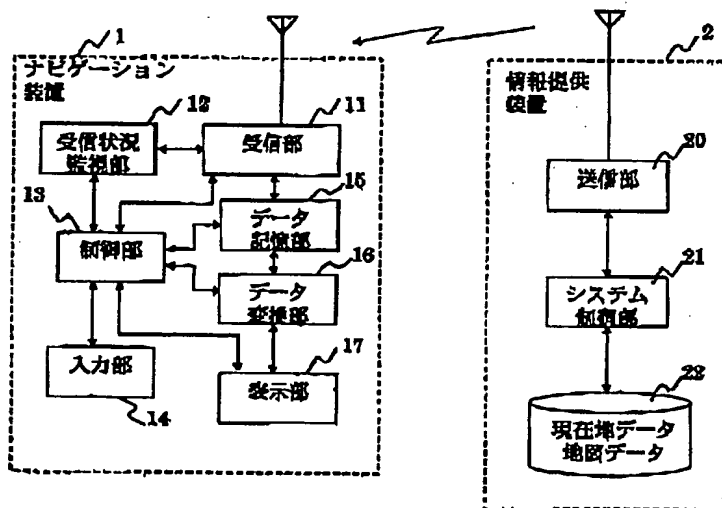 1
ナビゲーション
装置
12
受信状況
監視部
11
受信部
13
制御部
15
データ
記憶部
16
データ
変換部
入力部
14
17
表示部
2
情報提供
装置
20
送信部
21
システム
制御部
22
現在地データ
地図データ